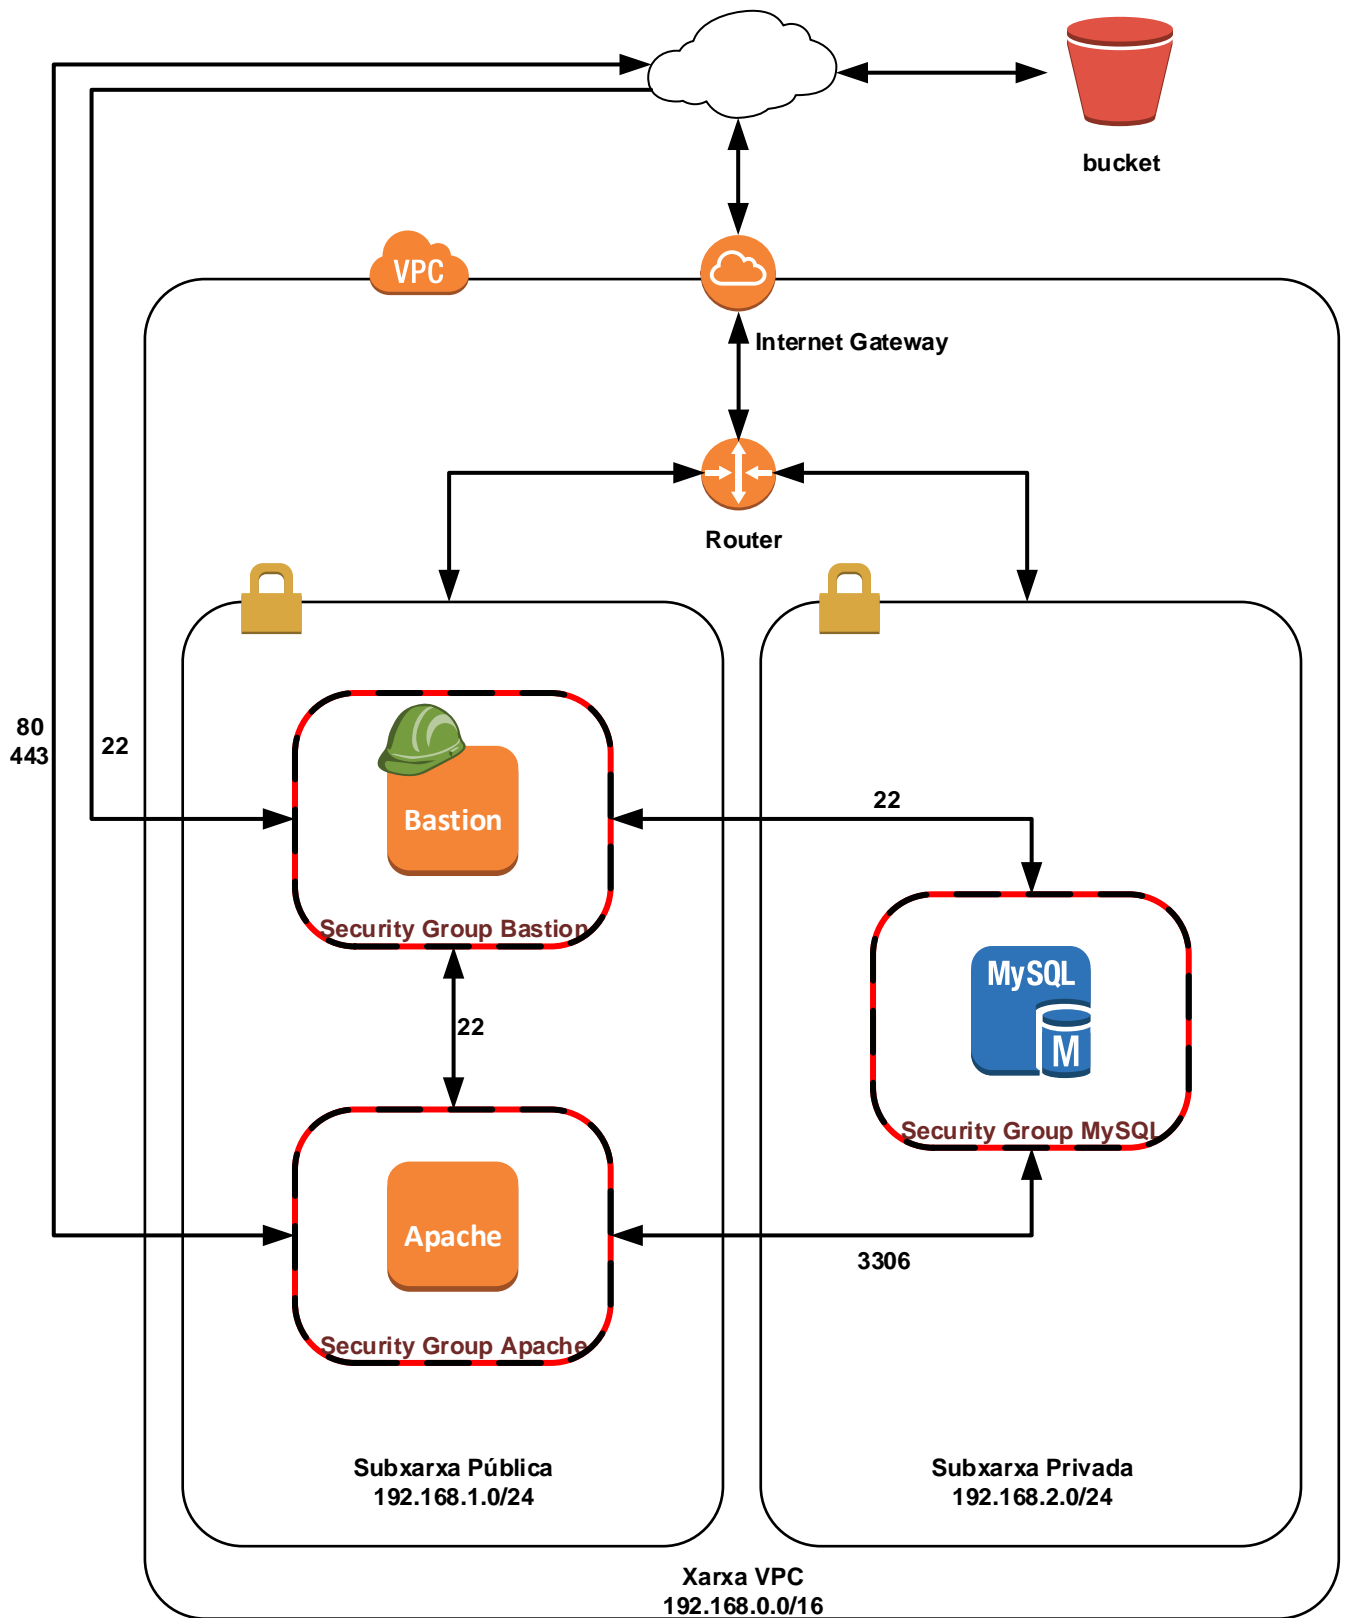 bucket
VPC
Internet Gateway
Router
80
443
22
Bastion
22
Security Group Bastion
MySQL
M
22
Security Group MySQL
Apache
3306
Security Group Apache
Subxarxa Pública
192.168.1.0/24
Subxarxa Privada
192.168.2.0/24
Xarxa VPC
192.168.0.0/16